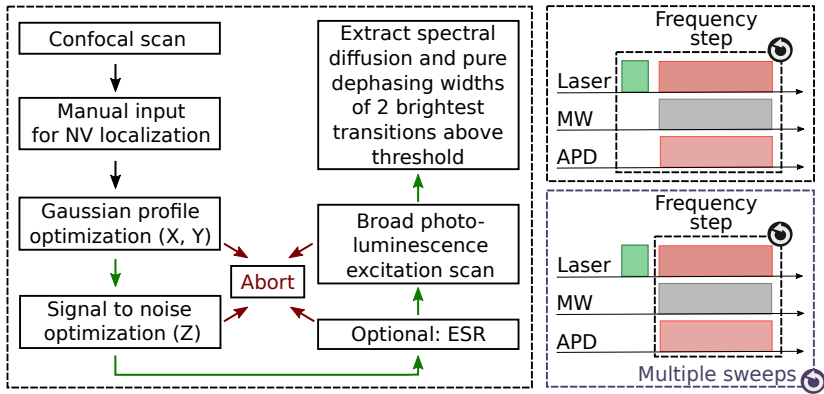 Confocal scan
Manual input
for NV localization
Gaussian profile
optimization (X, Y)
Signal to noise
optimization (Z)
Abort
Extract spectral
diffusion and pure
dephasing widths
of 2 brightest
transitions above
threshold
Broad photo-
luminescence
excitation scan
Optional: ESR
Frequency
step
Laser
MW
APD
Frequency
step
Laser
MW
APD
Multiple sweeps